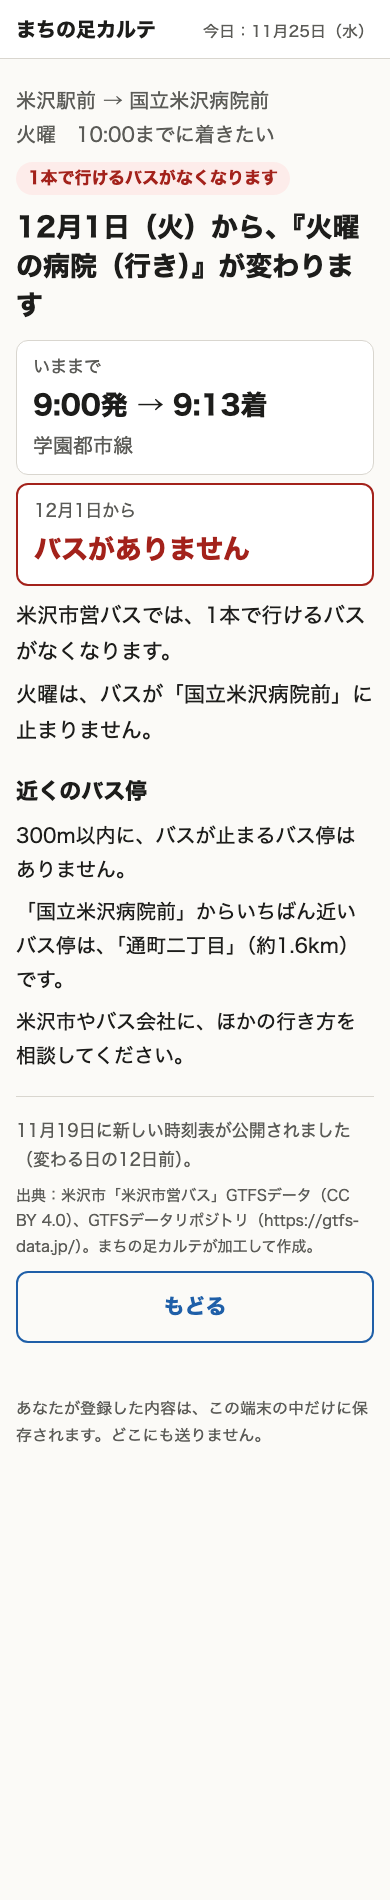 まちの足カルテ
今日：11月25日（水）
米沢駅前 → 国立米沢病院前
火曜　10:00までに着きたい
1本で行けるバスがなくなります
12月1日（火）から、『火曜
の病院（行き）』が変わりま
す
いままで
9:00発 → 9:13着
学園都市線
12月1日から
バスがありません
米沢市営バスでは、1本で行けるバス
がなくなります。
火曜は、バスが「国立米沢病院前」に
止まりません。
近くのバス停
300m以内に、バスが止まるバス停は
ありません。
「国立米沢病院前」からいちばん近い
バス停は、「通町二丁目」（約1.6km）
です。
米沢市やバス会社に、ほかの行き方を
相談してください。
11月19日に新しい時刻表が公開されました
（変わる日の12日前）。
出典：米沢市「米沢市営バス」GTFSデータ（CC
BY 4.0）、GTFSデータリポジトリ（https://gtfs-
data.jp/）。まちの足カルテが加工して作成。
もどる
あなたが登録した内容は、この端末の中だけに保
存されます。どこにも送りません。